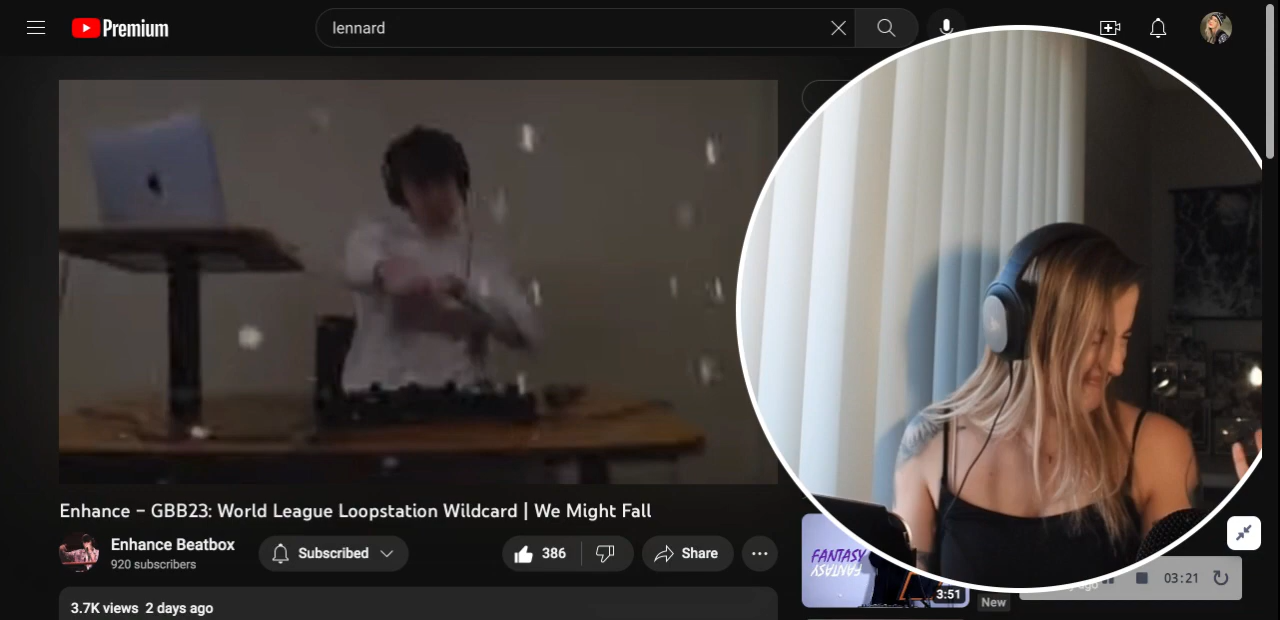 Premium
lennard
Enhance – GBB23: World League Loopstation Wildcard | We Might Fall
Enhance Beatbox
920 subscribers
Subscribed
386
Share
3.7K views 2 days ago
FANTASY
FANTASY
3:51
New
ago
03:21